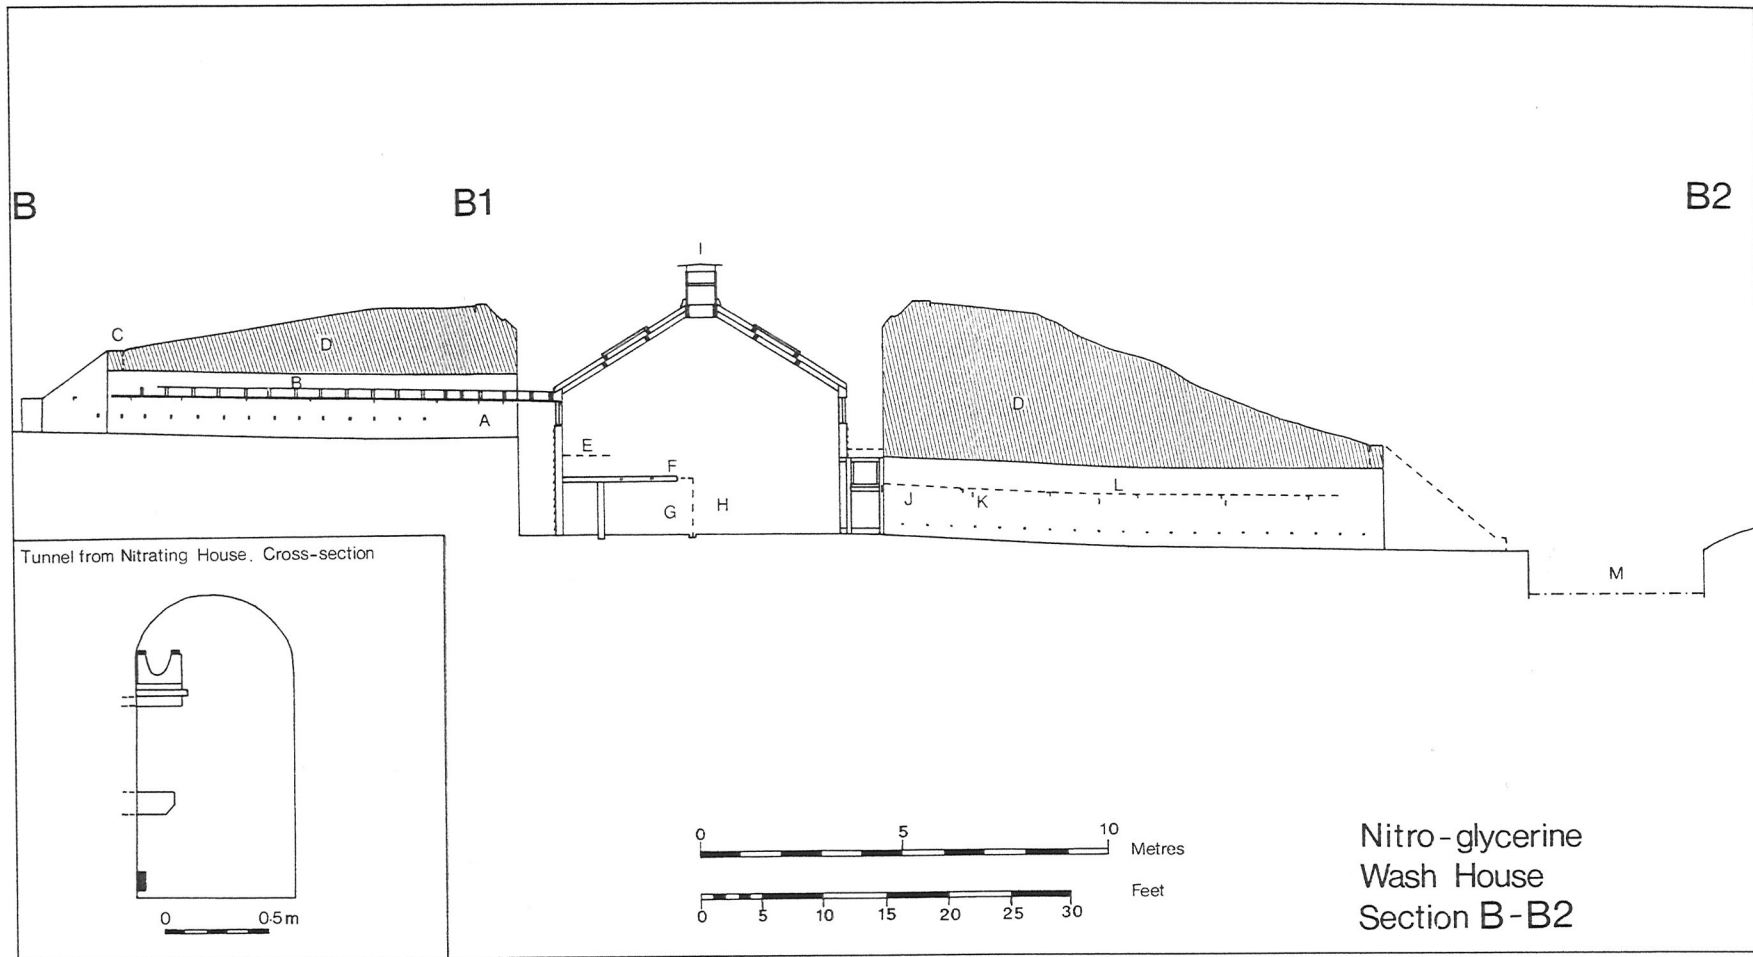 B B1 B2
I
C
D
B
D
A
E
F
L
J K
G H
M
Tunnel from Nitrating House. Cross-section
0 0·5 m
0 5 10
Metres
Feet
0 5 10 15 20 25 30
Nitro-glycerine
Wash House
Section B-B2